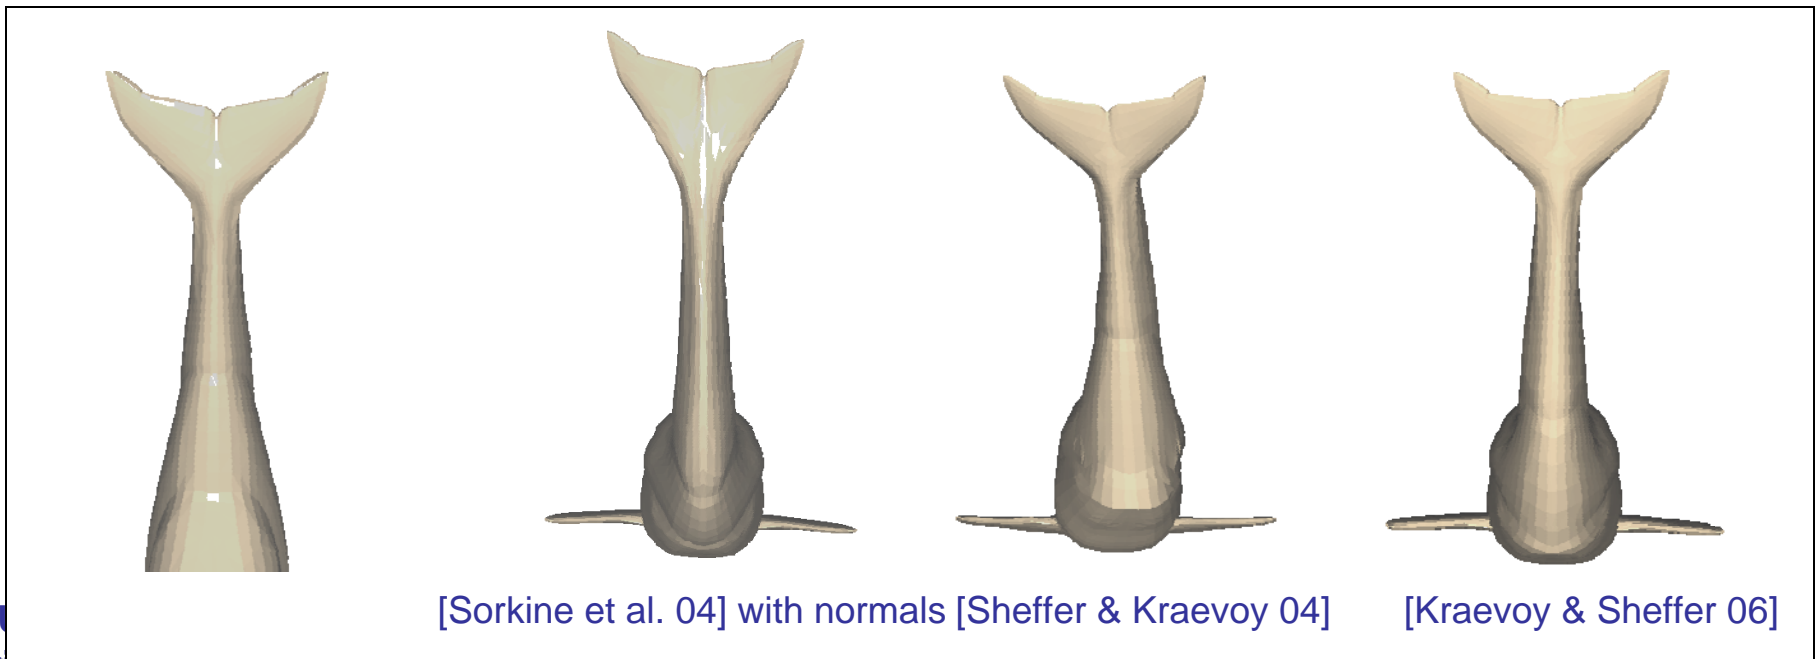 [Sorkine et al. 04] with normals [Sheffer & Kraevoy 04] [Kraevoy & Sheffer 06]